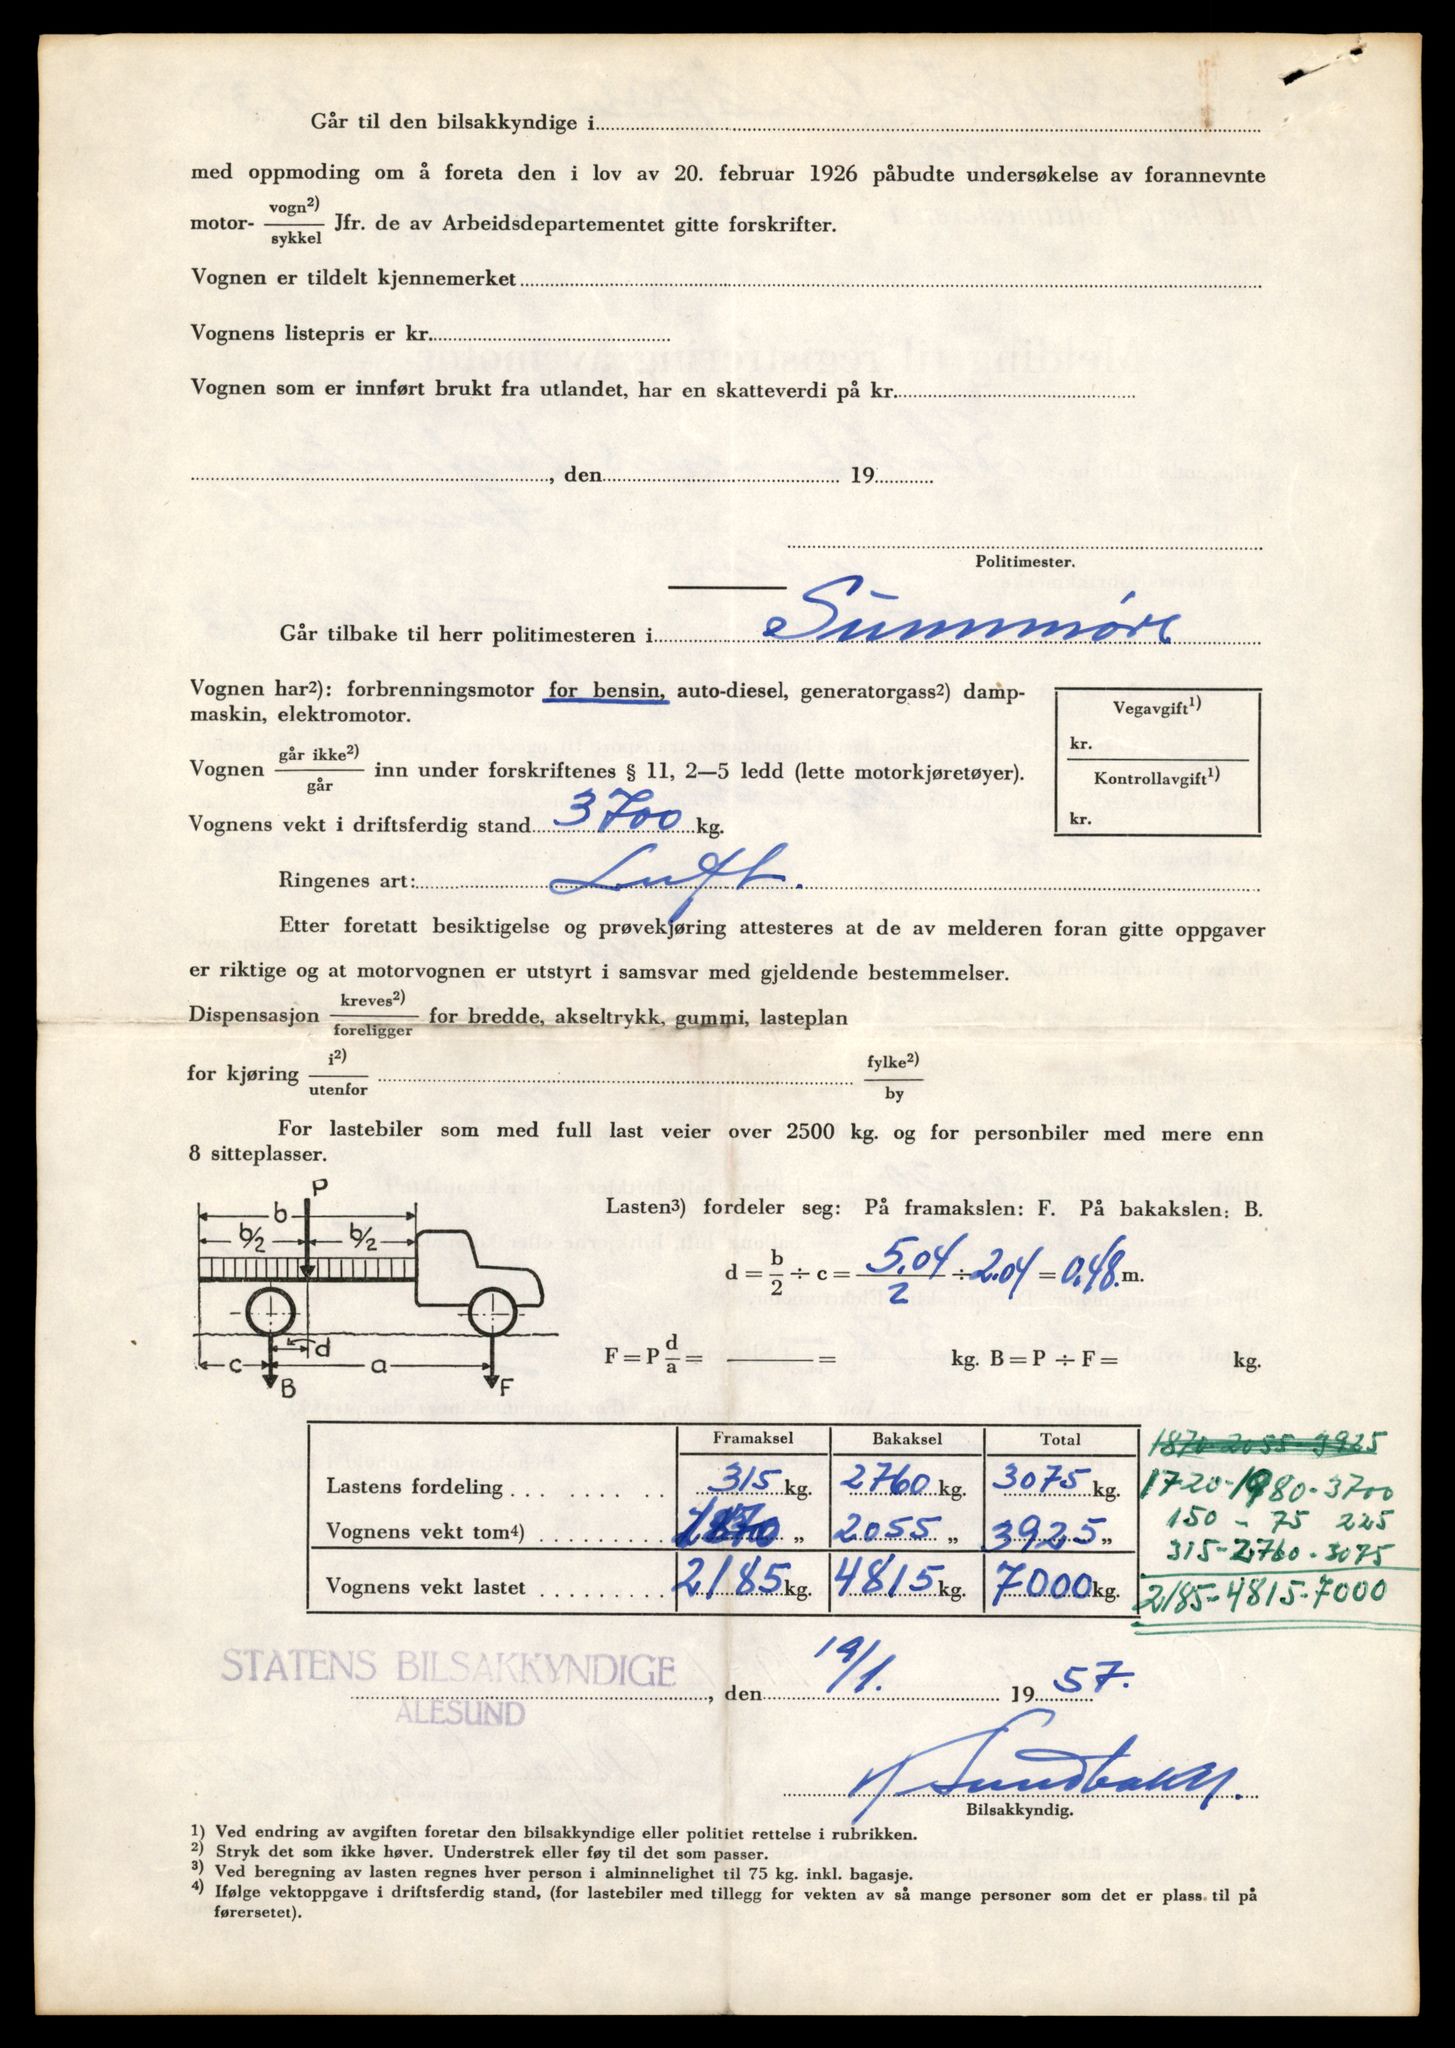 Går til den bilsakkyndige i
med oppmoding om å foreta den i lov av 20. februar 1926 påbudte undersøkelse av forannevnte
motor- vogn²)/sykkel Jfr. de av Arbeidsdepartementet gitte forskrifter.
Vognen er tildelt kjennemerket
Vognens listepris er kr.
Vognen som er innført brukt fra utlandet, har en skatteverdi på kr.
, den 19
Politimester.
Går tilbake til herr politimesteren i Sunnmøre
Vognen har²): forbrenningsmotor for bensin, auto-diesel, generatorgass²) damp-
maskin, elektromotor.
Vegavgift¹)
kr.
Kontrollavgift¹)
kr.
Vognen går ikke²)/går inn under forskriftenes § 11, 2—5 ledd (lette motorkjøretøyer).
Vognens vekt i driftsferdig stand 3700 kg.
Ringenes art: Luft.
Etter foretatt besiktigelse og prøvekjøring attesteres at de av melderen foran gitte oppgaver
er riktige og at motorvognen er utstyrt i samsvar med gjeldende bestemmelser.
Dispensasjon kreves²)/foreligger for bredde, akseltrykk, gummi, lasteplan
for kjøring i²)/utenfor fylke²)/by
For lastebiler som med full last veier over 2500 kg. og for personbiler med mere enn
8 sitteplasser.
P
b
b/2 b/2
c d a
B F
Lasten³) fordeler seg: På framakslen: F. På bakakslen: B.
d = b/2 ÷ c = 5.04/2 ÷ 2.04 = 0.48 m.
F = P d/a = = kg. B = P ÷ F = kg.
Framaksel Bakaksel Total
Lastens fordeling 315 kg. 2760 kg. 3075 kg.
Vognens vekt tom⁴) 1870 „ 2055 „ 3925 „
Vognens vekt lastet 2185 kg. 4815 kg. 7000 kg.
1870-2055-3925
1720-1980-3700
150 - 75 225
315-2760-3075
2185-4815-7000
STATENS BILSAKKYNDIGE
ÅLESUND
, den 19/1. 1957.
Sundbakk.
Bilsakkyndig.
1) Ved endring av avgiften foretar den bilsakkyndige eller politiet rettelse i rubrikken.
2) Stryk det som ikke høver. Understrek eller føy til det som passer.
3) Ved beregning av lasten regnes hver person i alminnelighet til 75 kg. inkl. bagasje.
4) Ifølge vektoppgave i driftsferdig stand, (for lastebiler med tillegg for vekten av så mange personer som det er plass til på
førersetet).